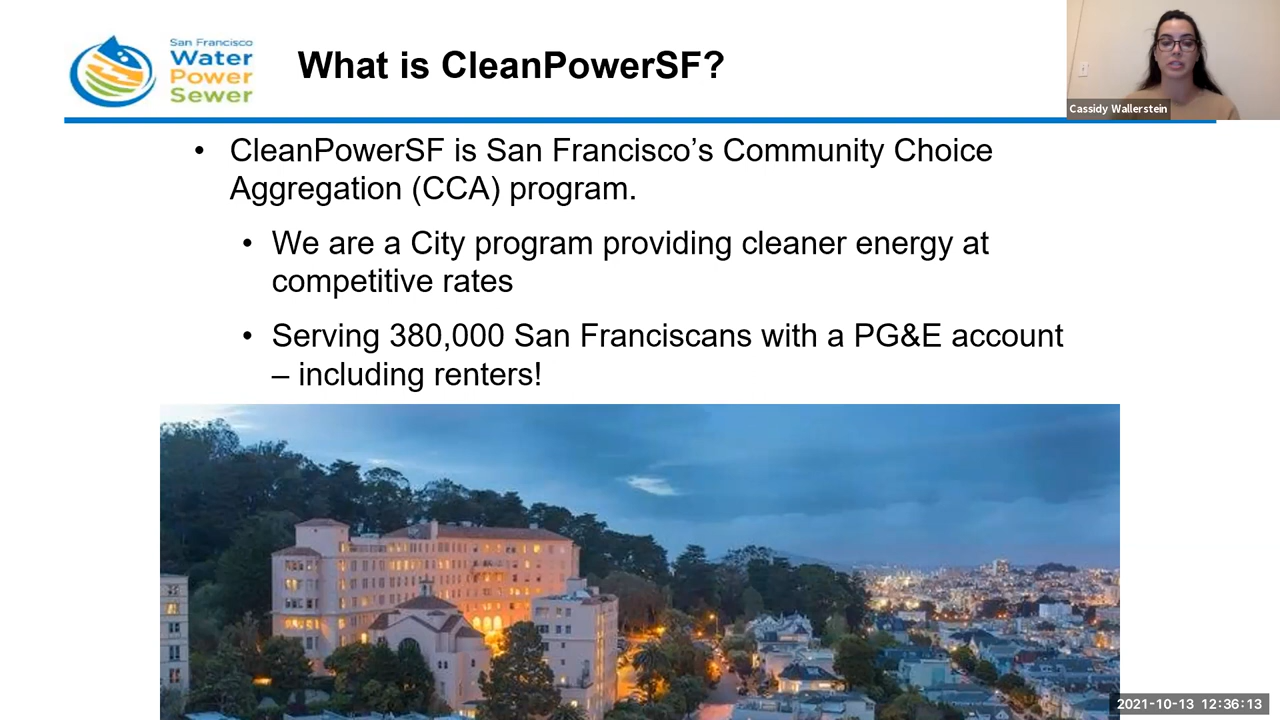 San Francisco
Water
Power
Sewer
What is CleanPowerSF?
Cassidy Wallerstein
• CleanPowerSF is San Francisco’s Community Choice
Aggregation (CCA) program.
• We are a City program providing cleaner energy at
competitive rates
• Serving 380,000 San Franciscans with a PG&E account
– including renters!
2021-10-13 12:36:13